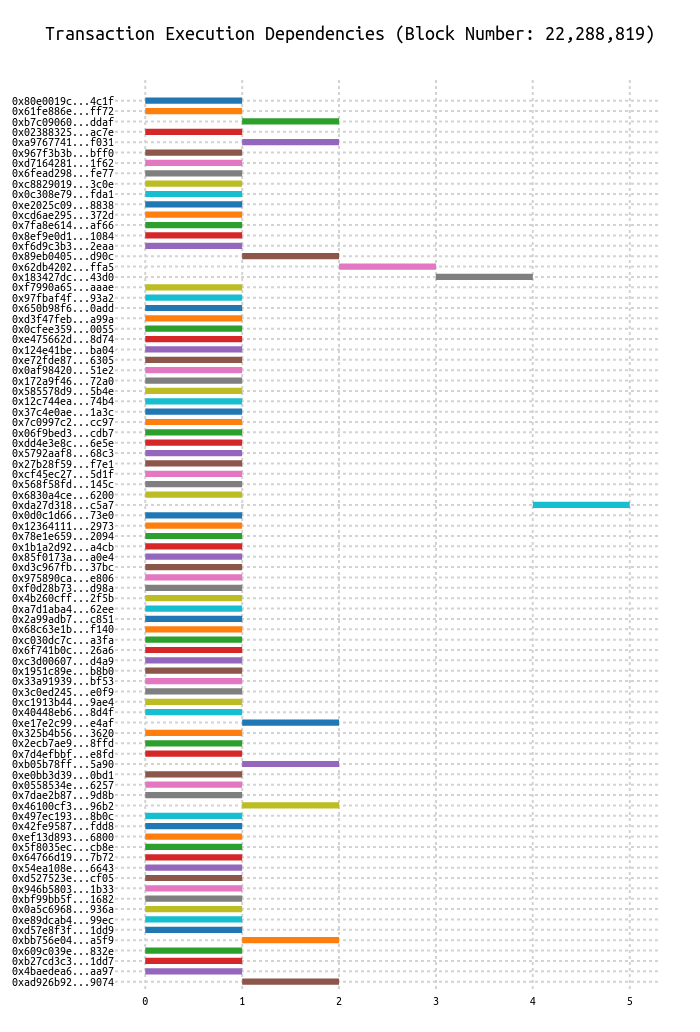 Transaction Execution Dependencies (Block Number: 22,288,819)
0x80e0019c...4c1f
0x61fe886e...ff72
0xb7c09060...ddaf
0x02388325...ac7e
0xa9767741...f031
0x967f3b3b...bff0
0xd7164281...1f62
0x6fead298...fe77
0xc8829019...3c0e
0x0c308e79...fda1
0xe2025c09...8838
0xcd6ae295...372d
0x7fa8e614...af66
0x8ef9e0d1...1084
0xf6d9c3b3...2eaa
0x89eb0405...d90c
0x62db4202...ffa5
0x183427dc...43d0
0xf7990a65...aaae
0x97fbaf4f...93a2
0x650b98f6...0add
0xd3f47feb...a99a
0x0cfee359...0055
0xe475662d...8d74
0x124e41be...ba04
0xe72fde87...6305
0x0af98420...51e2
0x172a9f46...72a0
0x585578d9...5b4e
0x12c744ea...74b4
0x37c4e0ae...1a3c
0x7c0997c2...cc97
0x06f9bed3...cdb7
0xdd4e3e8c...6e5e
0x5792aaf8...68c3
0x27b28f59...f7e1
0xcf45ec27...5d1f
0x568f58fd...145c
0x6830a4ce...6200
0xda27d318...c5a7
0x0d0c1d66...73e0
0x12364111...2973
0x78e1e659...2094
0x1b1a2d92...a4cb
0x85f0173a...a0e4
0xd3c967fb...37bc
0x975890ca...e806
0xf0d28b73...d98a
0x4b260cff...2f5b
0xa7d1aba4...62ee
0x2a99adb7...c851
0x68c63e1b...f140
0xc030dc7c...a3fa
0x6f741b0c...26a6
0xc3d00607...d4a9
0x1951c89e...b8b0
0x33a91939...bf53
0x3c0ed245...e0f9
0xc1913b44...9ae4
0x40448eb6...8d4f
0xe17e2c99...e4af
0x325b4b56...3620
0x2ecb7ae9...8ffd
0x7d4efbbf...e8fd
0xb05b78ff...5a90
0xe0bb3d39...0bd1
0x0558534e...6257
0x7dae2b87...9d8b
0x46100cf3...96b2
0x497ec193...8b0c
0x42fe9587...fdd8
0xef13d893...6800
0x5f8035ec...cb8e
0x64766d19...7b72
0x54ea108e...6643
0xd527523e...cf05
0x946b5803...1b33
0xbf99bb5f...1682
0x0a5c6968...936a
0xe89dcab4...99ec
0xd57e8f3f...1dd9
0xbb756e04...a5f9
0x609c039e...832e
0xb27cd3c3...1dd7
0x4baedea6...aa97
0xad926b92...9074
0 1 2 3 4 5